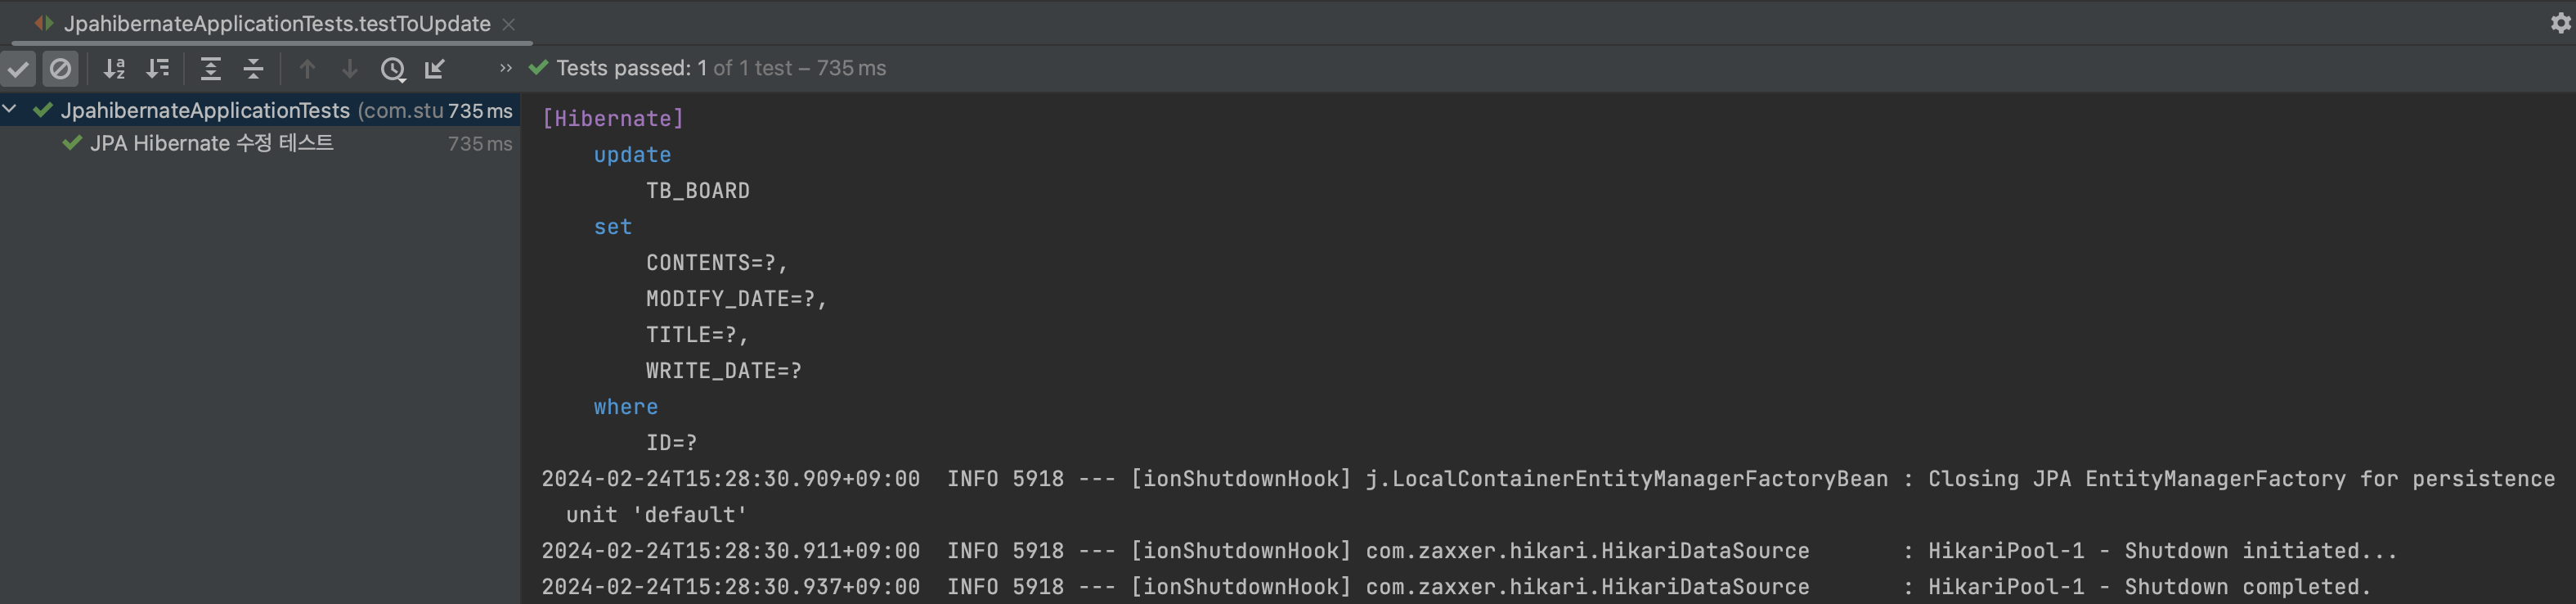 JpahibernateApplicationTests.testToUpdate
Tests passed: 1 of 1 test – 735 ms
JpahibernateApplicationTests (com.stu 735 ms
JPA Hibernate 수정 테스트 735 ms
[Hibernate]
update
TB_BOARD
set
CONTENTS=?,
MODIFY_DATE=?,
TITLE=?,
WRITE_DATE=?
where
ID=?
2024-02-24T15:28:30.909+09:00  INFO 5918 --- [ionShutdownHook] j.LocalContainerEntityManagerFactoryBean : Closing JPA EntityManagerFactory for persistence
unit 'default'
2024-02-24T15:28:30.911+09:00  INFO 5918 --- [ionShutdownHook] com.zaxxer.hikari.HikariDataSource       : HikariPool-1 - Shutdown initiated...
2024-02-24T15:28:30.937+09:00  INFO 5918 --- [ionShutdownHook] com.zaxxer.hikari.HikariDataSource       : HikariPool-1 - Shutdown completed.